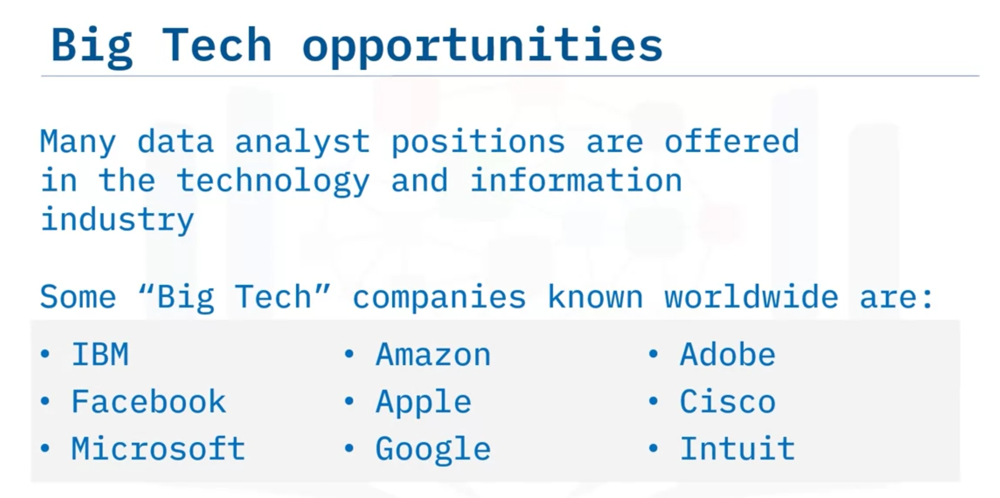 Big Tech opportunities
Many data analyst positions are offered
in the technology and information
industry
Some “Big Tech” companies known worldwide are:
• IBM
• Facebook
• Microsoft
• Amazon
• Apple
• Google
• Adobe
• Cisco
• Intuit